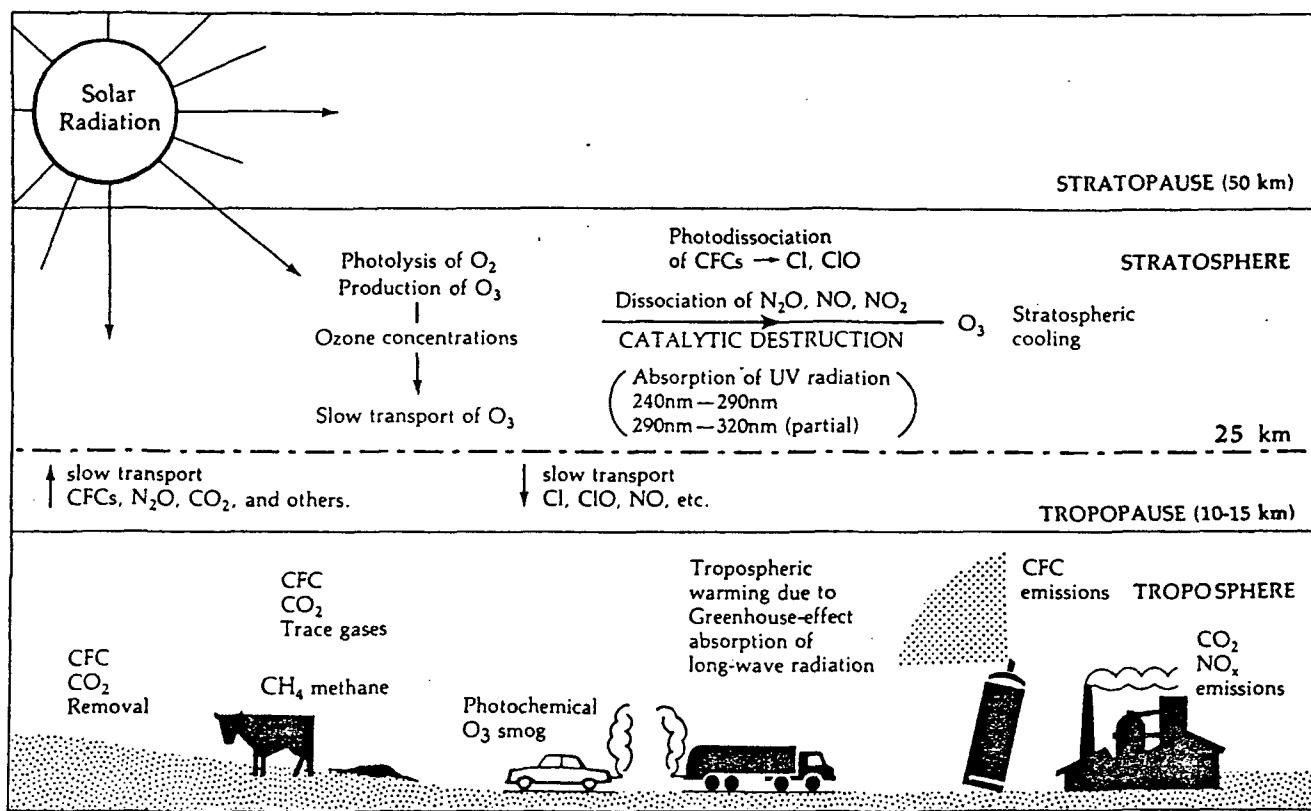 Solar
Radiation
STRATOPAUSE (50 km)
Photolysis of O₂
Production of O₃
Ozone concentrations
Slow transport of O₃
Photodissociation
of CFCs → Cl, ClO
Dissociation of N₂O, NO, NO₂
CATALYTIC DESTRUCTION
(Absorption of UV radiation
240nm—290nm
290nm—320nm (partial))
O₃
Stratospheric
cooling
STRATOSPHERE
25 km
slow transport
CFCs, N₂O, CO₂, and others.
slow transport
Cl, ClO, NO, etc.
TROPOPAUSE (10-15 km)
CFC
CO₂
Removal
CFC
CO₂
Trace gases
CH₄ methane
Photochemical
O₃ smog
Tropospheric
warming due to
Greenhouse-effect
absorption of
long-wave radiation
CFC
emissions
TROPOSPHERE
CO₂
NOₓ
emissions